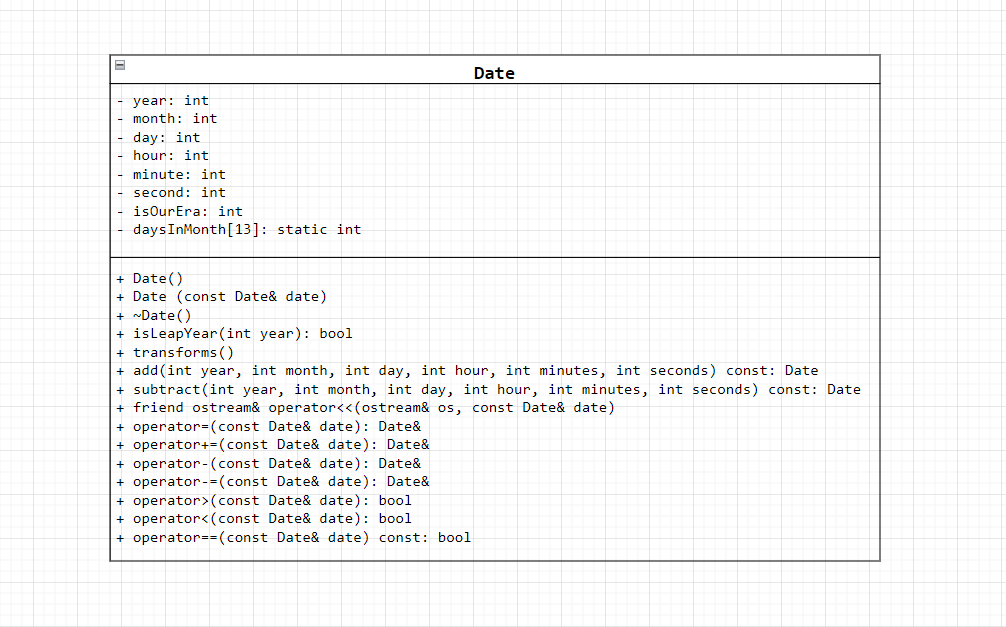 Date
- year: int
- month: int
- day: int
- hour: int
- minute: int
- second: int
- isOurEra: int
- daysInMonth[13]: static int
+ Date()
+ Date (const Date& date)
+ ~Date()
+ isLeapYear(int year): bool
+ transforms()
+ add(int year, int month, int day, int hour, int minutes, int seconds) const: Date
+ subtract(int year, int month, int day, int hour, int minutes, int seconds) const: Date
+ friend ostream& operator<<(ostream& os, const Date& date)
+ operator=(const Date& date): Date&
+ operator+=(const Date& date): Date&
+ operator-(const Date& date): Date&
+ operator-=(const Date& date): Date&
+ operator>(const Date& date): bool
+ operator<(const Date& date): bool
+ operator==(const Date& date) const: bool